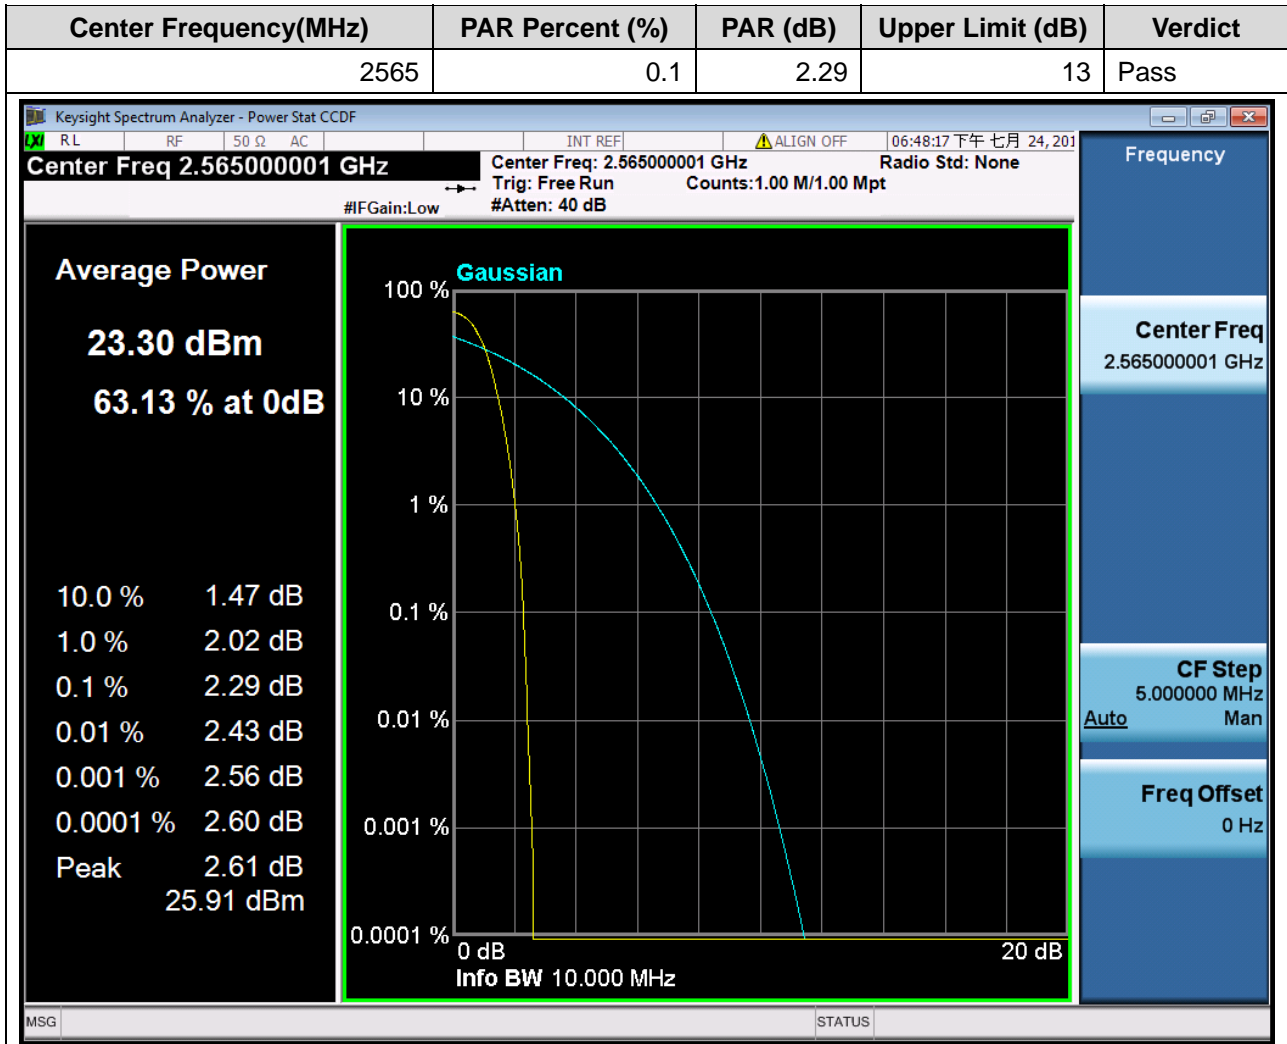 Center Frequency(MHz) PAR Percent (%) PAR (dB) Upper Limit (dB) Verdict
2565 0.1 2.29 13 Pass
Keysight Spectrum Analyzer - Power Stat CCDF
LXI RL RF 50 Ω AC INT REF ALIGN OFF 06:48:17 下午 七月 24, 201
Center Freq 2.565000001 GHz
#IFGain:Low
Center Freq: 2.565000001 GHz Radio Std: None
Trig: Free Run Counts:1.00 M/1.00 Mpt
#Atten: 40 dB
Average Power
23.30 dBm
63.13 % at 0dB
10.0 % 1.47 dB
1.0 % 2.02 dB
0.1 % 2.29 dB
0.01 % 2.43 dB
0.001 % 2.56 dB
0.0001 % 2.60 dB
Peak 2.61 dB
25.91 dBm
Gaussian
100 %
10 %
1 %
0.1 %
0.01 %
0.001 %
0.0001 %
0 dB 20 dB
Info BW 10.000 MHz
Frequency
Center Freq
2.565000001 GHz
CF Step
5.000000 MHz
Auto Man
Freq Offset
0 Hz
MSG STATUS